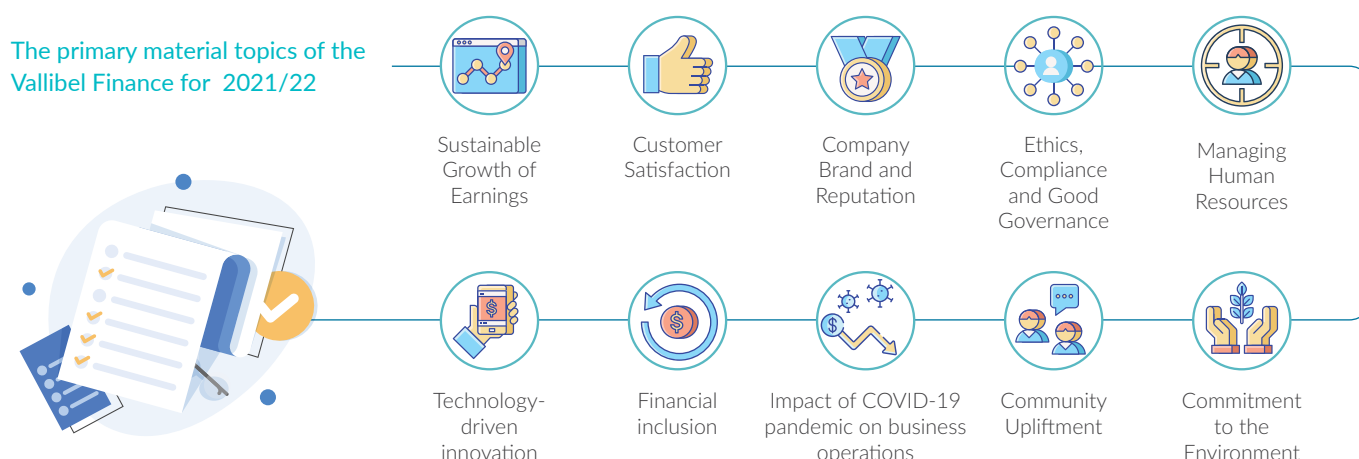 The primary material topics of the
Vallibel Finance for 2021/22
Sustainable
Growth of
Earnings
Customer
Satisfaction
Company
Brand and
Reputation
Ethics,
Compliance
and Good
Governance
Managing
Human
Resources
Technology-
driven
innovation
Financial
inclusion
Impact of COVID-19
pandemic on business
operations
Community
Upliftment
Commitment
to the
Environment